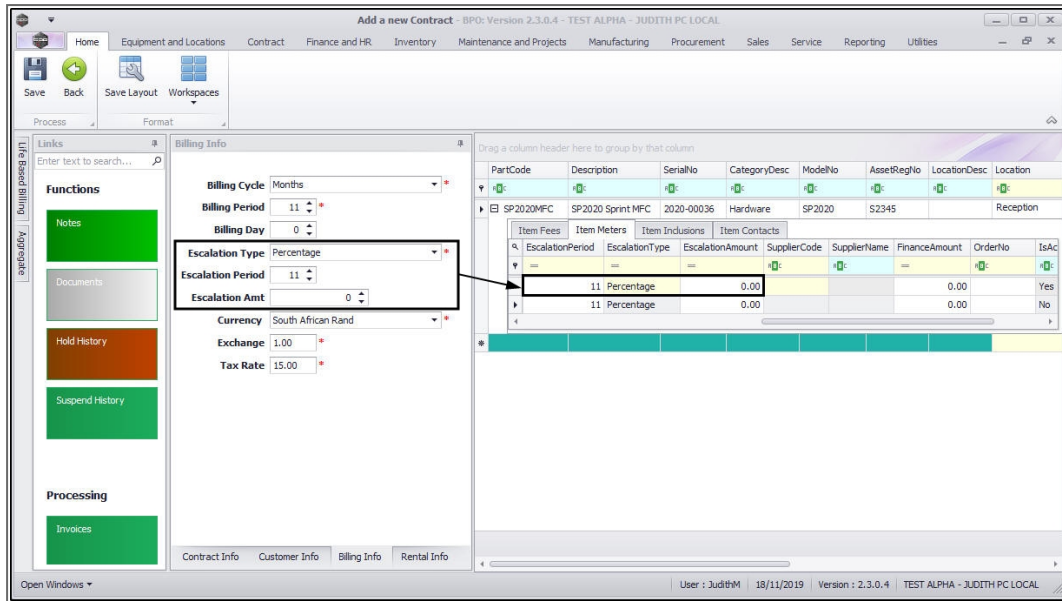 Add a new Contract - BPO: Version 2.3.0.4 - TEST ALPHA - JUDITH PC LOCAL
Home Equipment and Locations Contract Finance and HR Inventory Maintenance and Projects Manufacturing Procurement Sales Service Reporting Utilities
Save Back Save Layout Workspaces
Process Format
Life Based Billing
Aggregate
Links
Enter text to search...
Functions
Notes
Documents
Hold History
Suspend History
Processing
Invoices
Billing Info
Billing Cycle Months *
Billing Period 11 *
Billing Day 0
Escalation Type Percentage *
Escalation Period 11
Escalation Amt 0
Currency South African Rand *
Exchange 1.00 *
Tax Rate 15.00 *
Contract Info Customer Info Billing Info Rental Info
Drag a column header here to group by that column
PartCode Description SerialNo CategoryDesc ModelNo AssetRegNo LocationDesc Location
SP2020MFC SP2020 Sprint MFC 2020-00036 Hardware SP2020 S2345 Reception
Item Fees Item Meters Item Inclusions Item Contacts
EscalationPeriod EscalationType EscalationAmount SupplierCode SupplierName FinanceAmount OrderNo IsAc
= = = =
11 Percentage 0.00 0.00 Yes
11 Percentage 0.00 0.00 No
Open Windows
User : JudithM 18/11/2019 Version : 2.3.0.4 TEST ALPHA - JUDITH PC LOCAL